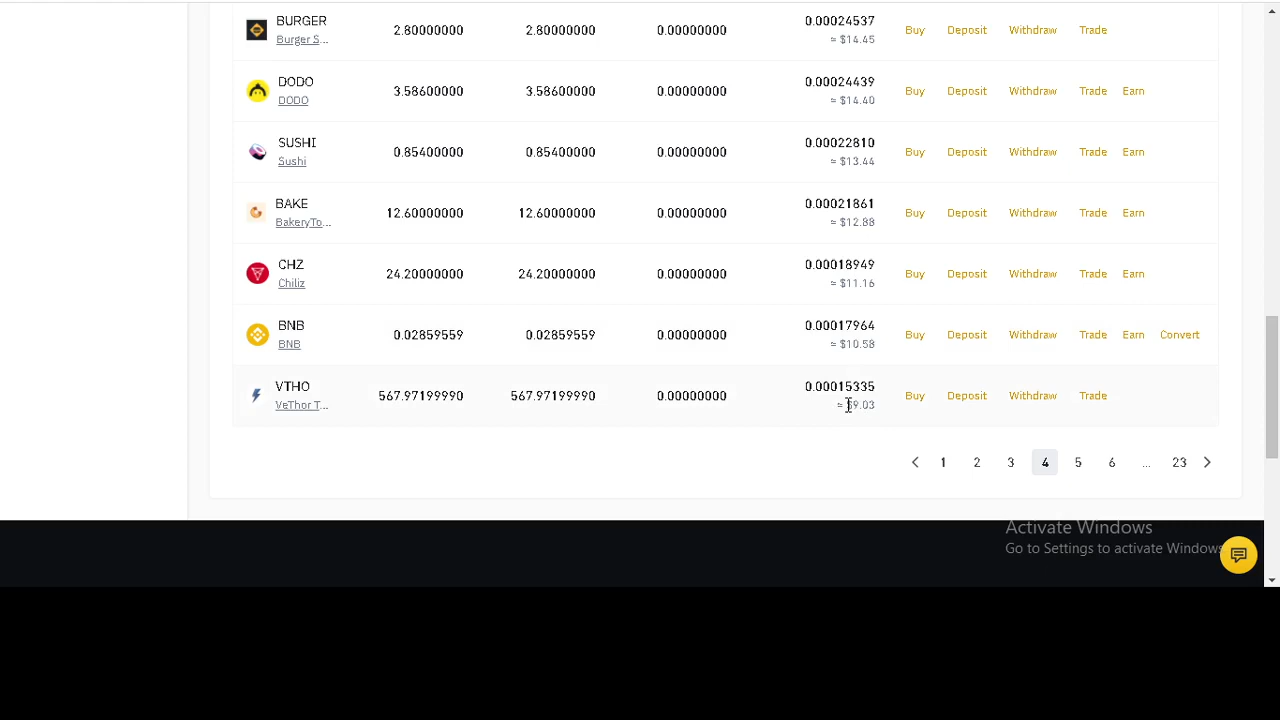 BURGER 2.80000000 2.80000000 0.00000000 0.00024537 Buy Deposit Withdraw Trade
Burger S... ≈ $14.45
DODO 3.58600000 3.58600000 0.00000000 0.00024439 Buy Deposit Withdraw Trade Earn
DODO ≈ $14.40
SUSHI 0.85400000 0.85400000 0.00000000 0.00022810 Buy Deposit Withdraw Trade Earn
Sushi ≈ $13.44
BAKE 12.60000000 12.60000000 0.00000000 0.00021861 Buy Deposit Withdraw Trade Earn
BakeryTo... ≈ $12.88
CHZ 24.20000000 24.20000000 0.00000000 0.00018949 Buy Deposit Withdraw Trade Earn
Chiliz ≈ $11.16
BNB 0.02859559 0.02859559 0.00000000 0.00017964 Buy Deposit Withdraw Trade Earn Convert
BNB ≈ $10.58
VTHO 567.97199990 567.97199990 0.00000000 0.00015335 Buy Deposit Withdraw Trade
VeThor T... ≈ $9.03
1 2 3 4 5 6 ... 23
Activate Windows
Go to Settings to activate Windows